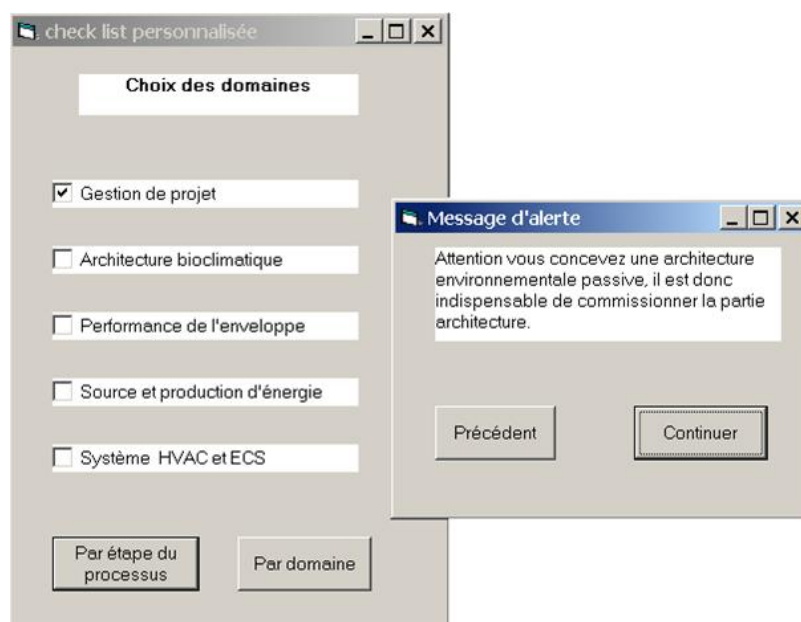 check list personnalisée
Choix des domaines
Gestion de projet
Architecture bioclimatique
Performance de l'enveloppe
Source et production d'énergie
Système HVAC et ECS
Par étape du
processus
Par domaine
Message d'alerte
Attention vous concevez une architecture
environnementale passive, il est donc
indispensable de commissionner la partie
architecture.
Précédent
Continuer